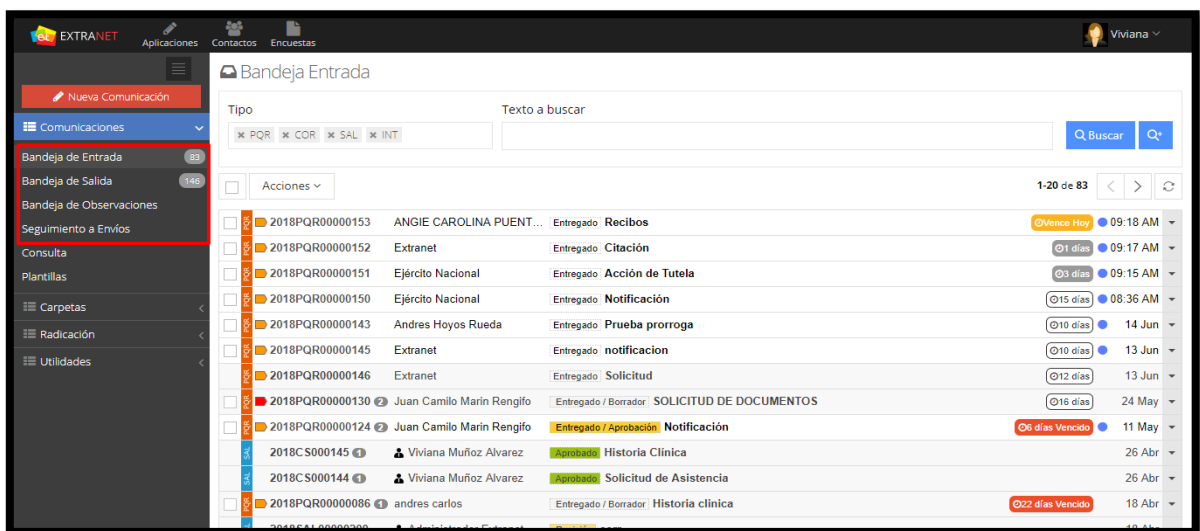 EXTRANET Aplicaciones Contactos Encuestas Viviana
Bandeja Entrada
Nueva Comunicación
Tipo Texto a buscar
Comunicaciones
PQR COR SAL INT Buscar
Bandeja de Entrada 83
Bandeja de Salida 146
Acciones 1-20 de 83
Bandeja de Observaciones
Seguimiento a Envíos
Consulta
Plantillas
Carpetas
Radicación
Utilidades
PQR 2018PQR00000153 ANGIE CAROLINA PUENT... Entregado Recibos Vence Hoy 09:18 AM
PQR 2018PQR00000152 Extranet Entregado Citación 1 días 09:17 AM
PQR 2018PQR00000151 Ejército Nacional Entregado Acción de Tutela 3 días 09:15 AM
PQR 2018PQR00000150 Ejército Nacional Entregado Notificación 15 días 08:36 AM
PQR 2018PQR00000143 Andres Hoyos Rueda Entregado Prueba prorroga 10 días 14 Jun
PQR 2018PQR00000145 Extranet Entregado notificacion 10 días 13 Jun
PQR 2018PQR00000146 Extranet Entregado Solicitud 12 días 13 Jun
PQR 2018PQR00000130 2 Juan Camilo Marin Rengifo Entregado / Borrador SOLICITUD DE DOCUMENTOS 16 días 24 May
PQR 2018PQR00000124 2 Juan Camilo Marin Rengifo Entregado / Aprobación Notificación 6 días Vencido 11 May
SAL 2018CS000145 1 Viviana Muñoz Alvarez Aprobado Historia Clínica 26 Abr
SAL 2018CS000144 1 Viviana Muñoz Alvarez Aprobado Solicitud de Asistencia 26 Abr
PQR 2018PQR00000086 1 andres carlos Entregado / Borrador Historia clinica 22 días Vencido 18 Abr